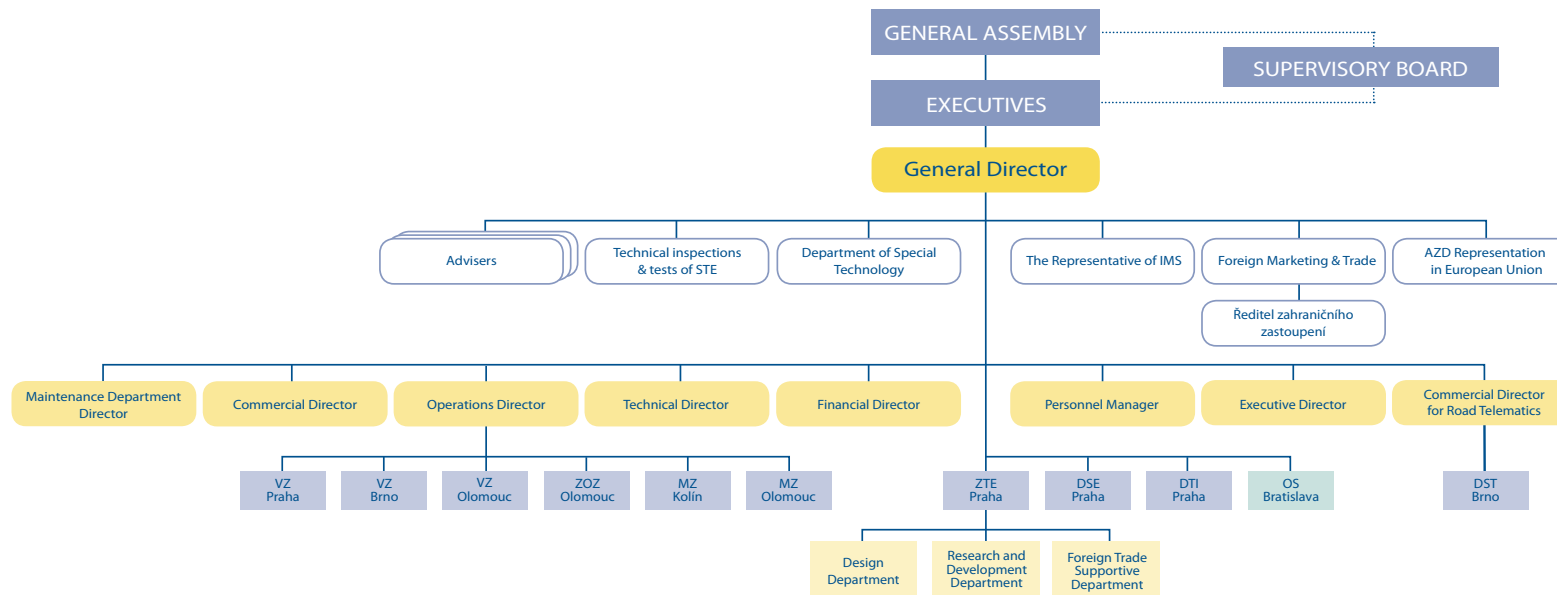 GENERAL ASSEMBLY
SUPERVISORY BOARD
EXECUTIVES
General Director
Advisers
Technical inspections
& tests of STE
Department of Special
Technology
The Representative of IMS
Foreign Marketing & Trade
AZD Representation
in European Union
Ředitel zahraničního
zastoupení
Maintenance Department
Director
Commercial Director
Operations Director
Technical Director
Financial Director
Personnel Manager
Executive Director
Commercial Director
for Road Telematics
VZ
Praha
VZ
Brno
VZ
Olomouc
ZOZ
Olomouc
MZ
Kolín
MZ
Olomouc
ZTE
Praha
DSE
Praha
DTI
Praha
OS
Bratislava
DST
Brno
Design
Department
Research and
Development
Department
Foreign Trade
Supportive
Department